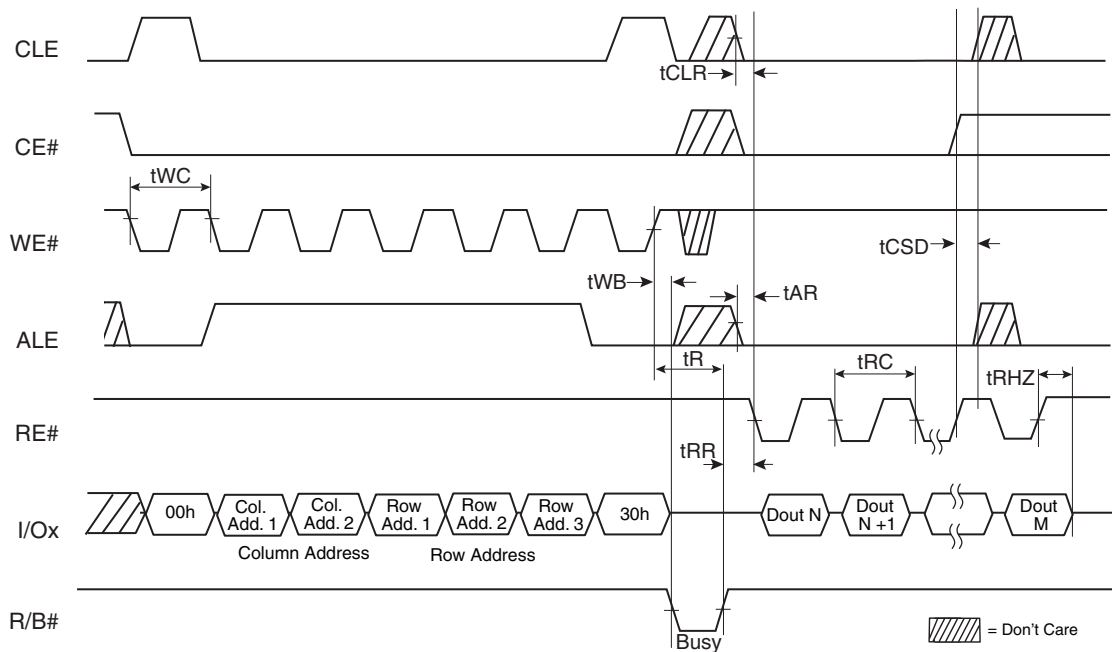 CLE
tCLR
CE#
tWC
WE#
tCSD
tWB
tAR
ALE
tR
tRC
tRHZ
RE#
tRR
I/Ox
00h
Col.
Add. 1
Col.
Add. 2
Row
Add. 1
Row
Add. 2
Row
Add. 3
30h
Dout N
Dout
N +1
Dout
M
Column Address
Row Address
R/B#
Busy
= Don't Care